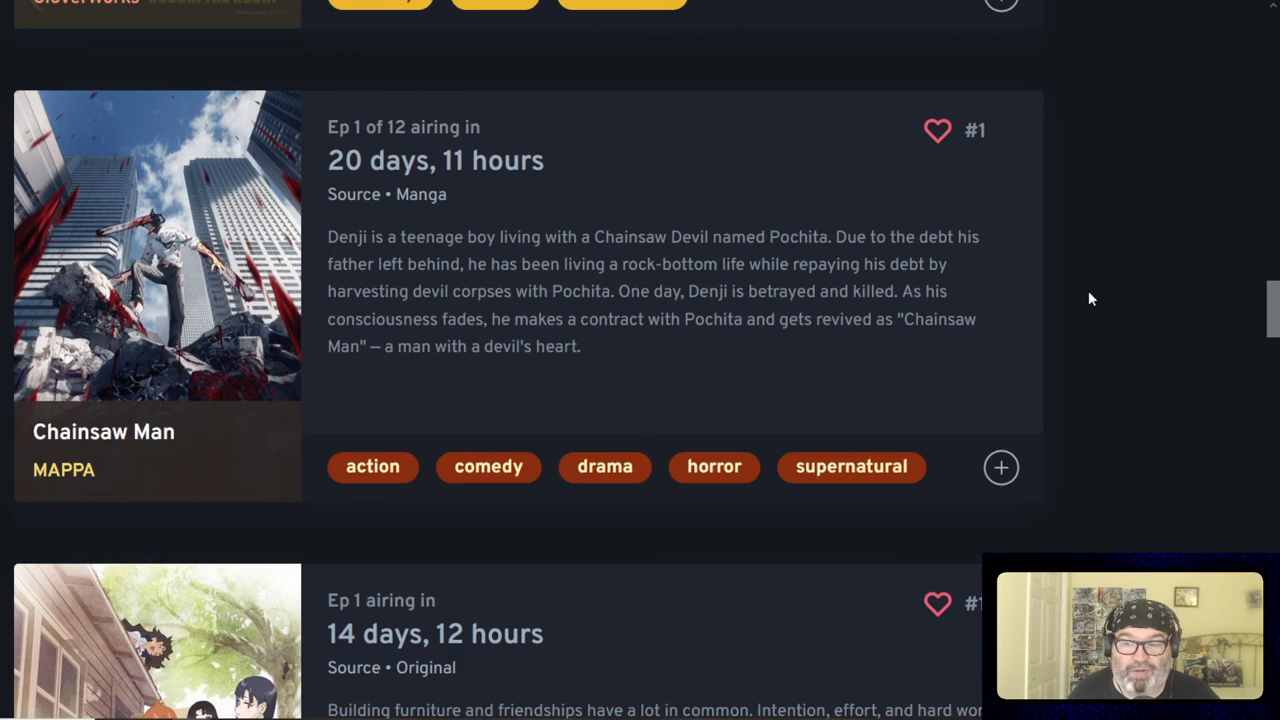 Ep 1 of 12 airing in
#1
20 days, 11 hours
Source • Manga
Denji is a teenage boy living with a Chainsaw Devil named Pochita. Due to the debt his
father left behind, he has been living a rock-bottom life while repaying his debt by
harvesting devil corpses with Pochita. One day, Denji is betrayed and killed. As his
consciousness fades, he makes a contract with Pochita and gets revived as "Chainsaw
Man" — a man with a devil's heart.
Chainsaw Man
MAPPA
action comedy drama horror supernatural
Ep 1 airing in
14 days, 12 hours
Source • Original
Building furniture and friendships have a lot in common. Intention, effort, and hard